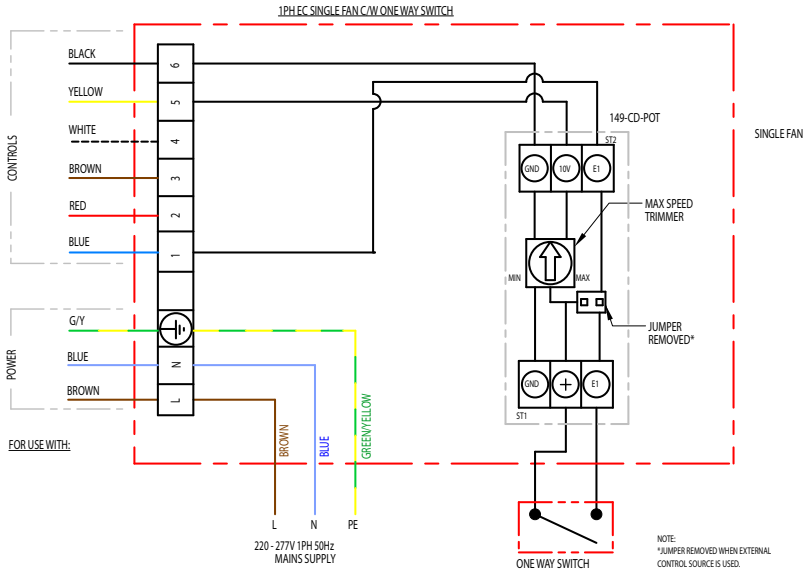 1PH EC SINGLE FAN C/W ONE WAY SWITCH
BLACK
6
YELLOW
5
149-CD-POT
SINGLE FAN
WHITE
4
ST2
CONTROLS
BROWN
3
GND
10V
E1
RED
2
MAX SPEED
TRIMMER
BLUE
1
MIN
MAX
G/Y
JUMPER
REMOVED*
POWER
BLUE
N
BROWN
L
GND
+
E1
ST1
FOR USE WITH:
BROWN
BLUE
GREEN/YELLOW
L
N
PE
220 - 277V 1PH 50Hz
MAINS SUPPLY
ONE WAY SWITCH
NOTE:
*JUMPER REMOVED WHEN EXTERNAL
CONTROL SOURCE IS USED.